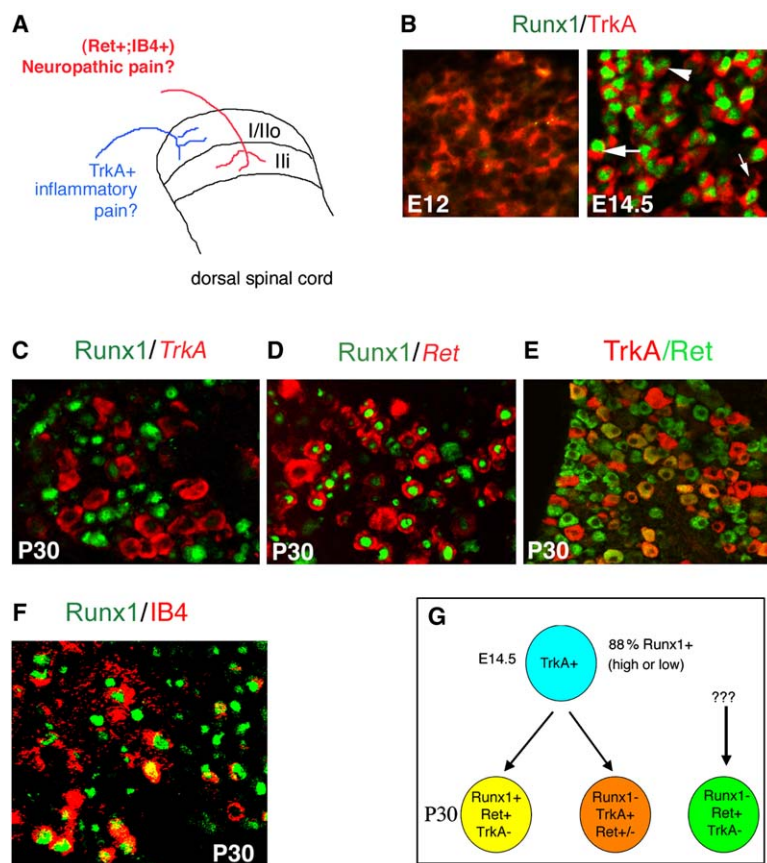 A
(Ret+;IB4+)
Neuropathic pain?
I/IIo
IIi
TrkA+
inflammatory
pain?
dorsal spinal cord
B
Runx1/TrkA
E12
E14.5
C
Runx1/TrkA
P30
D
Runx1/Ret
P30
E
TrkA/Ret
P30
F
Runx1/IB4
P30
G
E14.5
TrkA+
88% Runx1+
(high or low)
???
P30
Runx1+
Ret+
TrkA-
Runx1-
TrkA+
Ret+/-
Runx1-
Ret+
TrkA-